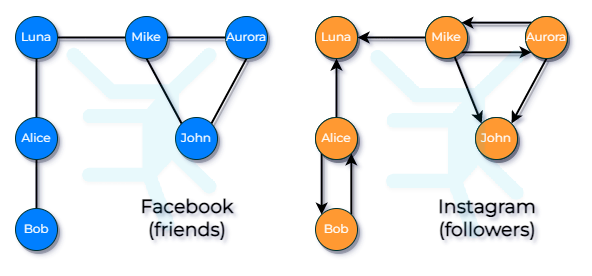 Luna
Mike
Aurora
Alice
John
Bob
Facebook
(friends)
Luna
Mike
Aurora
Alice
John
Bob
Instagram
(followers)